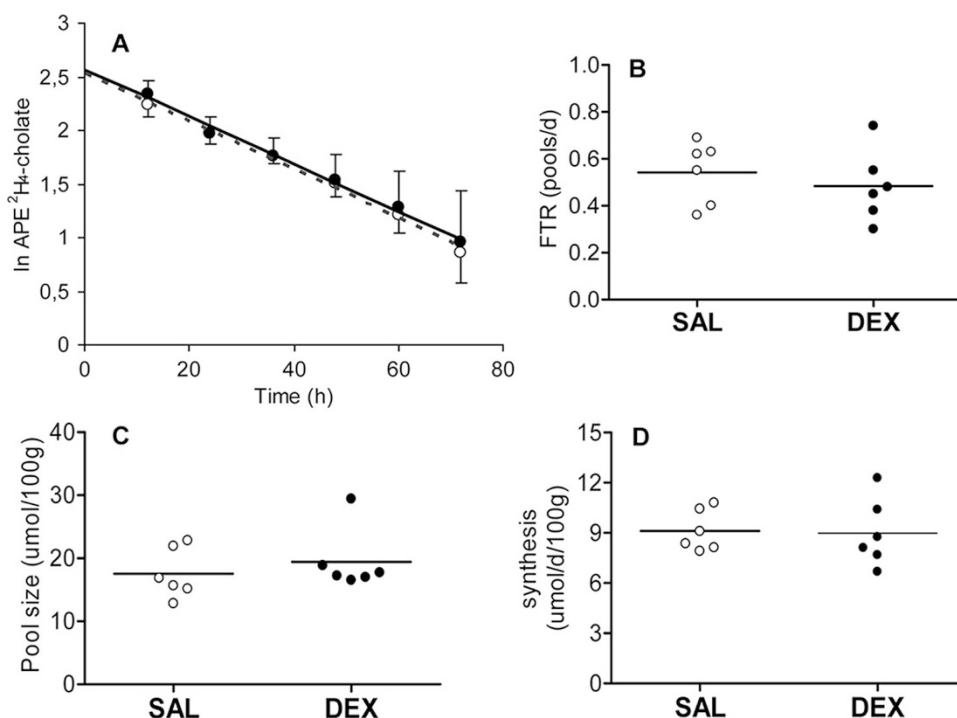 A
ln APE ²H₄-cholate
3
2,5
2
1,5
1
0,5
0
0 20 40 60 80
Time (h)
B
FTR (pools/d)
1.0
0.8
0.6
0.4
0.2
0.0
SAL DEX
C
Pool size (umol/100g)
40
30
20
10
0
SAL DEX
D
synthesis
(umol/d/100g)
15
12
9
6
3
0
SAL DEX